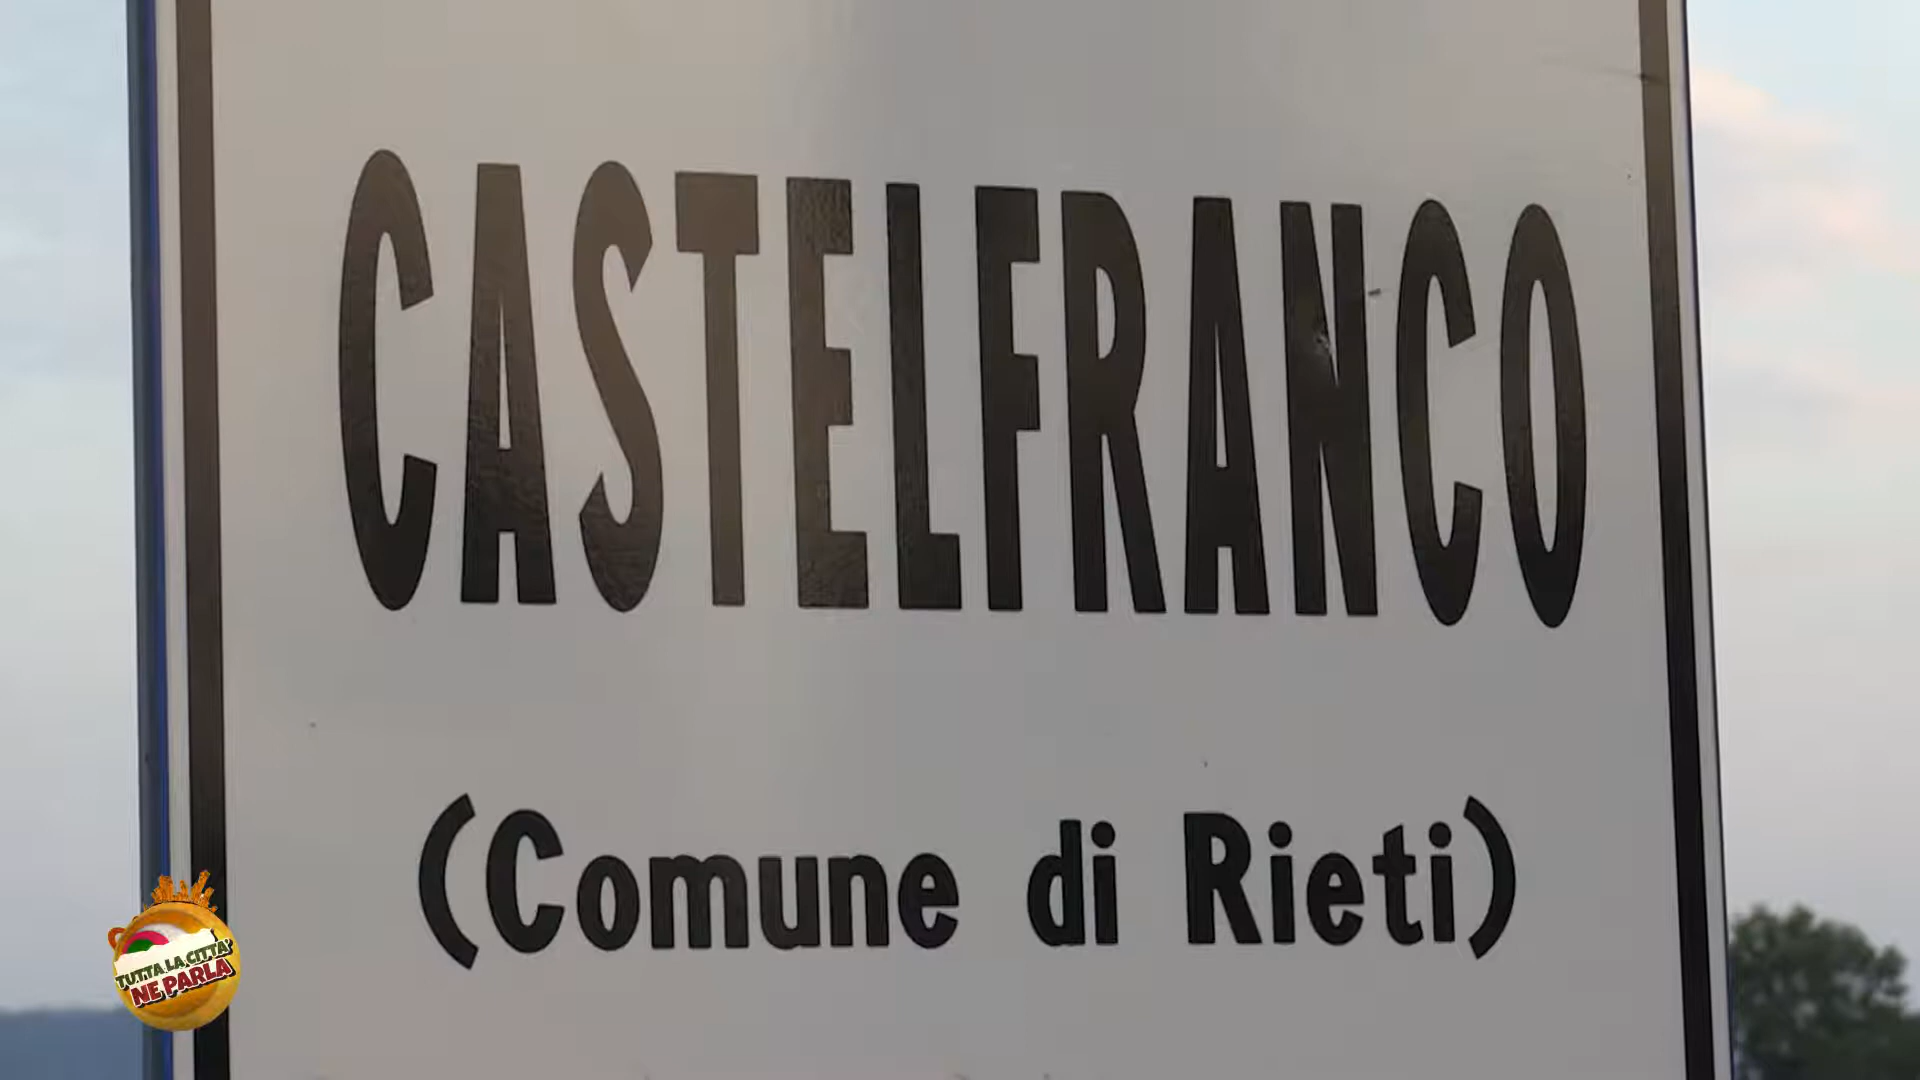 CASTELFRANCO
(Comune di Rieti)
TUTTA LA CITTA'
NE PARLA